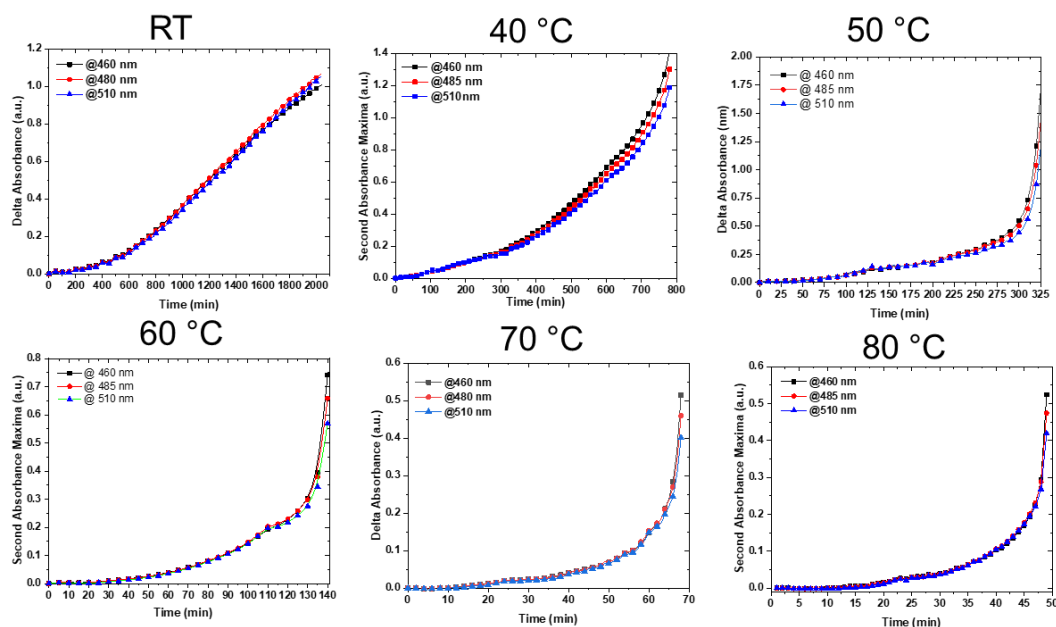 RT
40 °C
50 °C
Delta Absorbance (a.u.)
1.2
1.0
0.8
0.6
0.4
0.2
0.0
@460 nm
@480 nm
@510 nm
0 200 400 600 800 1000 1200 1400 1600 1800 2000
Time (min)
Second Absorbance Maxima (a.u.)
1.4
1.2
1.0
0.8
0.6
0.4
0.2
0.0
@460 nm
@485 nm
@510nm
0 100 200 300 400 500 600 700 800
Time (min)
Delta Absorbance (nm)
2.00
1.75
1.50
1.25
1.00
0.75
0.50
0.25
0.00
@ 460 nm
@ 485 nm
@ 510 nm
0 25 50 75 100 125 150 175 200 225 250 275 300 325
Time (min)
60 °C
70 °C
80 °C
Second Absorbance Maxima (a.u.)
0.8
0.7
0.6
0.5
0.4
0.3
0.2
0.1
0.0
@ 460 nm
@ 485 nm
@ 510 nm
0 10 20 30 40 50 60 70 80 90 100 110 120 130 140
Time (min)
Delta Absorbance (a.u.)
0.6
0.5
0.4
0.3
0.2
0.1
0.0
@460 nm
@480 nm
@510 nm
0 10 20 30 40 50 60 70
Time (min)
Second Absorbance Maxima (a.u.)
0.6
0.5
0.4
0.3
0.2
0.1
0.0
@460 nm
@485 nm
@510 nm
0 5 10 15 20 25 30 35 40 45 50
Time (min)